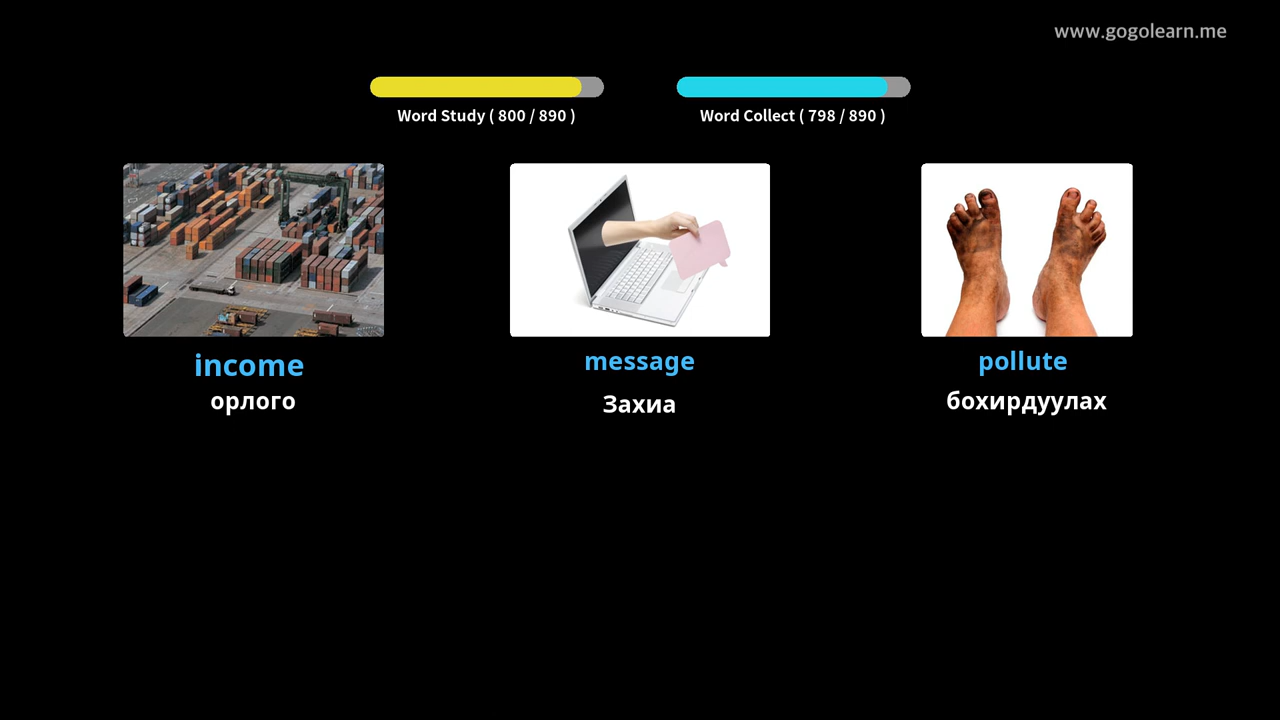 www.gogolearn.me
Word Study ( 800 / 890 )
Word Collect ( 798 / 890 )
income
орлого
message
Захиа
pollute
бохирдуулах